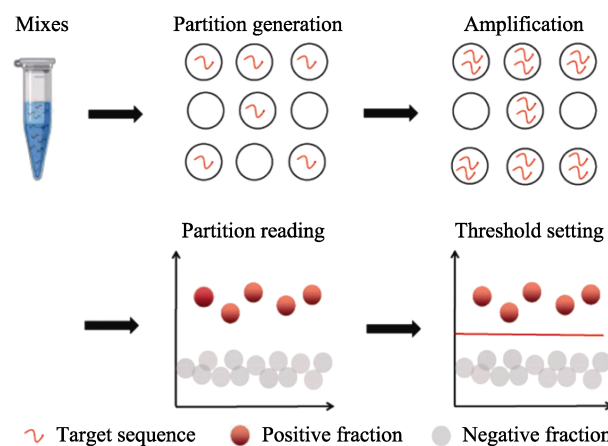 Mixes
Partition generation
Amplification
Partition reading
Threshold setting
Target sequence
Positive fraction
Negative fraction